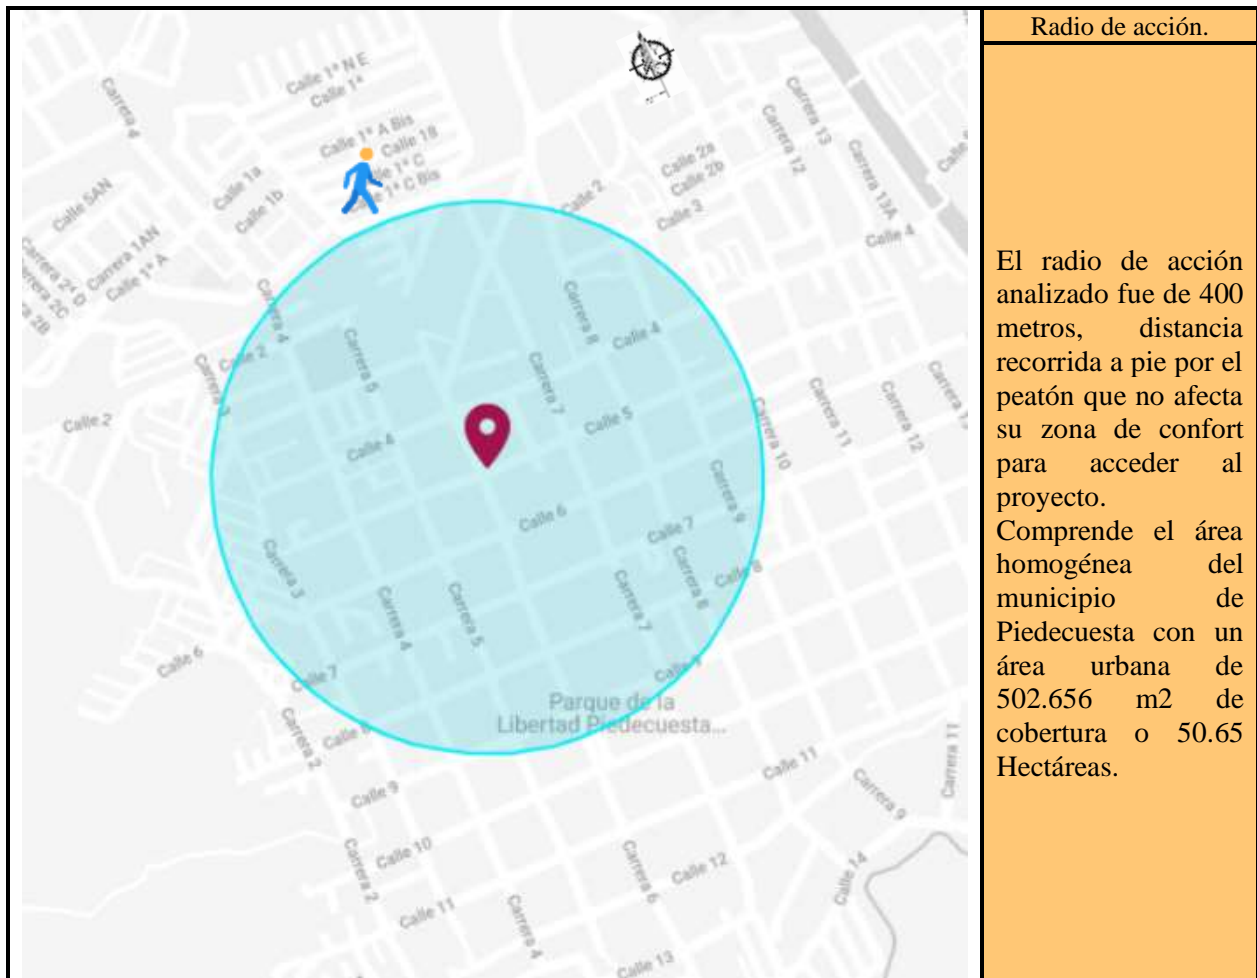 Radio de acción.
El radio de acción
analizado fue de 400
metros, distancia
recorrida a pie por el
peatón que no afecta
su zona de confort
para acceder al
proyecto.
Comprende el área
homogénea del
municipio de
Piedecuesta con un
área urbana de
502.656 m2 de
cobertura o 50.65
Hectáreas.
Calle 1ª N E
Calle 1ª
Carrera 4
Calle 1ª A Bis
Calle 1B
Calle 1ª C
Calle 1ª C Bis
Calle 1a
Calle 1b
Calle 5AN
Carrera 1AN
Calle 1ª A
Carrera 2ª D
Carrera 13
Carrera 12
Carrera 13A
Calle 2a
Calle 2b
Calle 2
Calle 3
Calle 4
Carrera 4
Calle 2
Carrera 3
Carrera 5
Carrera 8
Calle 4
Carrera 7
Calle 5
Calle 2
Calle 4
Carrera 10
Carrera 11
Carrera 12
Calle 6
Carrera 9
Calle 7
Carrera 8
Calle 8
Carrera 3
Carrera 4
Carrera 5
Carrera 7
Calle 6
Calle 7
Parque de la
Libertad Piedecuesta...
Carrera 2
Calle 9
Calle 11
Carrera 11
Carrera 9
Carrera 2
Calle 10
Calle 11
Carrera 6
Calle 12
Calle 14
Carrera 4
Calle 13